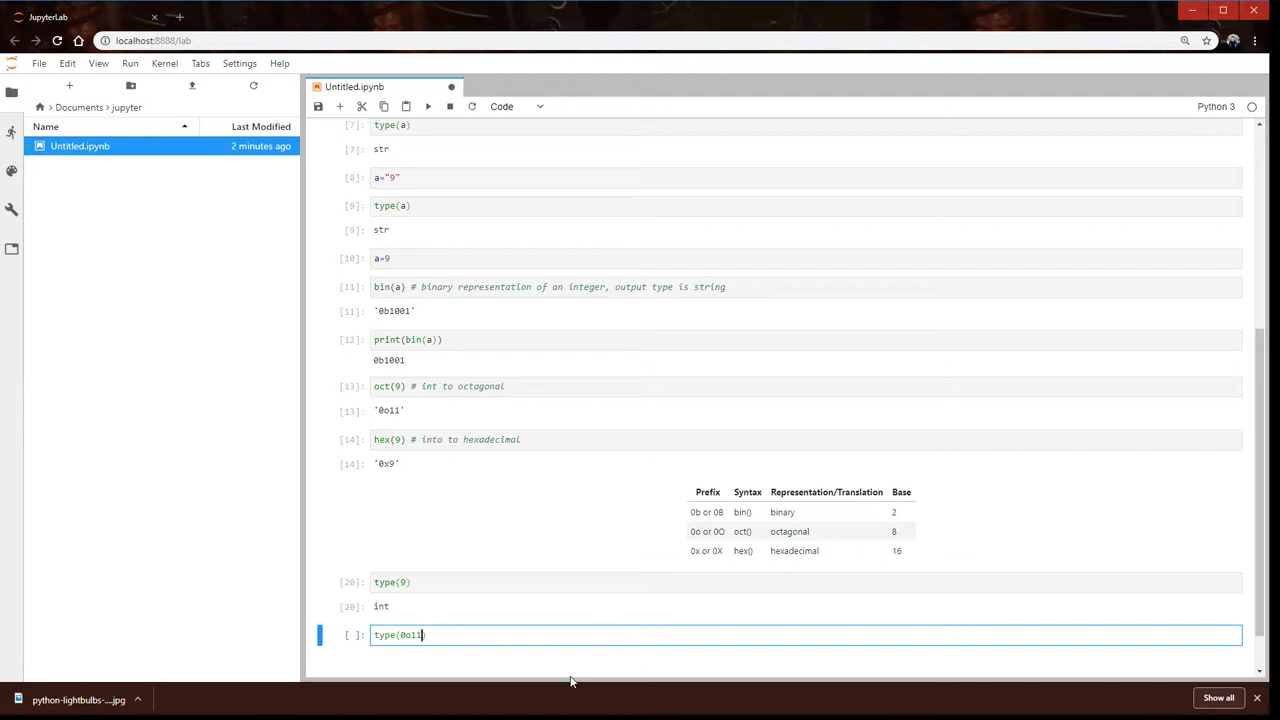 JupyterLab
localhost:8888/lab
File Edit View Run Kernel Tabs Settings Help
Untitled.ipynb
Code
Python 3
Documents jupyter
Name Last Modified
Untitled.ipynb 2 minutes ago
[7]: type(a)
[7]: str
[8]: a="9"
[9]: type(a)
[9]: str
[10]: a=9
[11]: bin(a) # binary representation of an integer, output type is string
[11]: '0b1001'
[12]: print(bin(a))
0b1001
[13]: oct(9) # int to octagonal
[13]: '0o11'
[14]: hex(9) # into to hexadecimal
[14]: '0x9'
Prefix Syntax Representation/Translation Base
0b or 0B bin() binary 2
0o or 0O oct() octagonal 8
0x or 0X hex() hexadecimal 16
[20]: type(9)
[20]: int
[ ]: type(0o11)
python-lightbulbs-....jpg
Show all